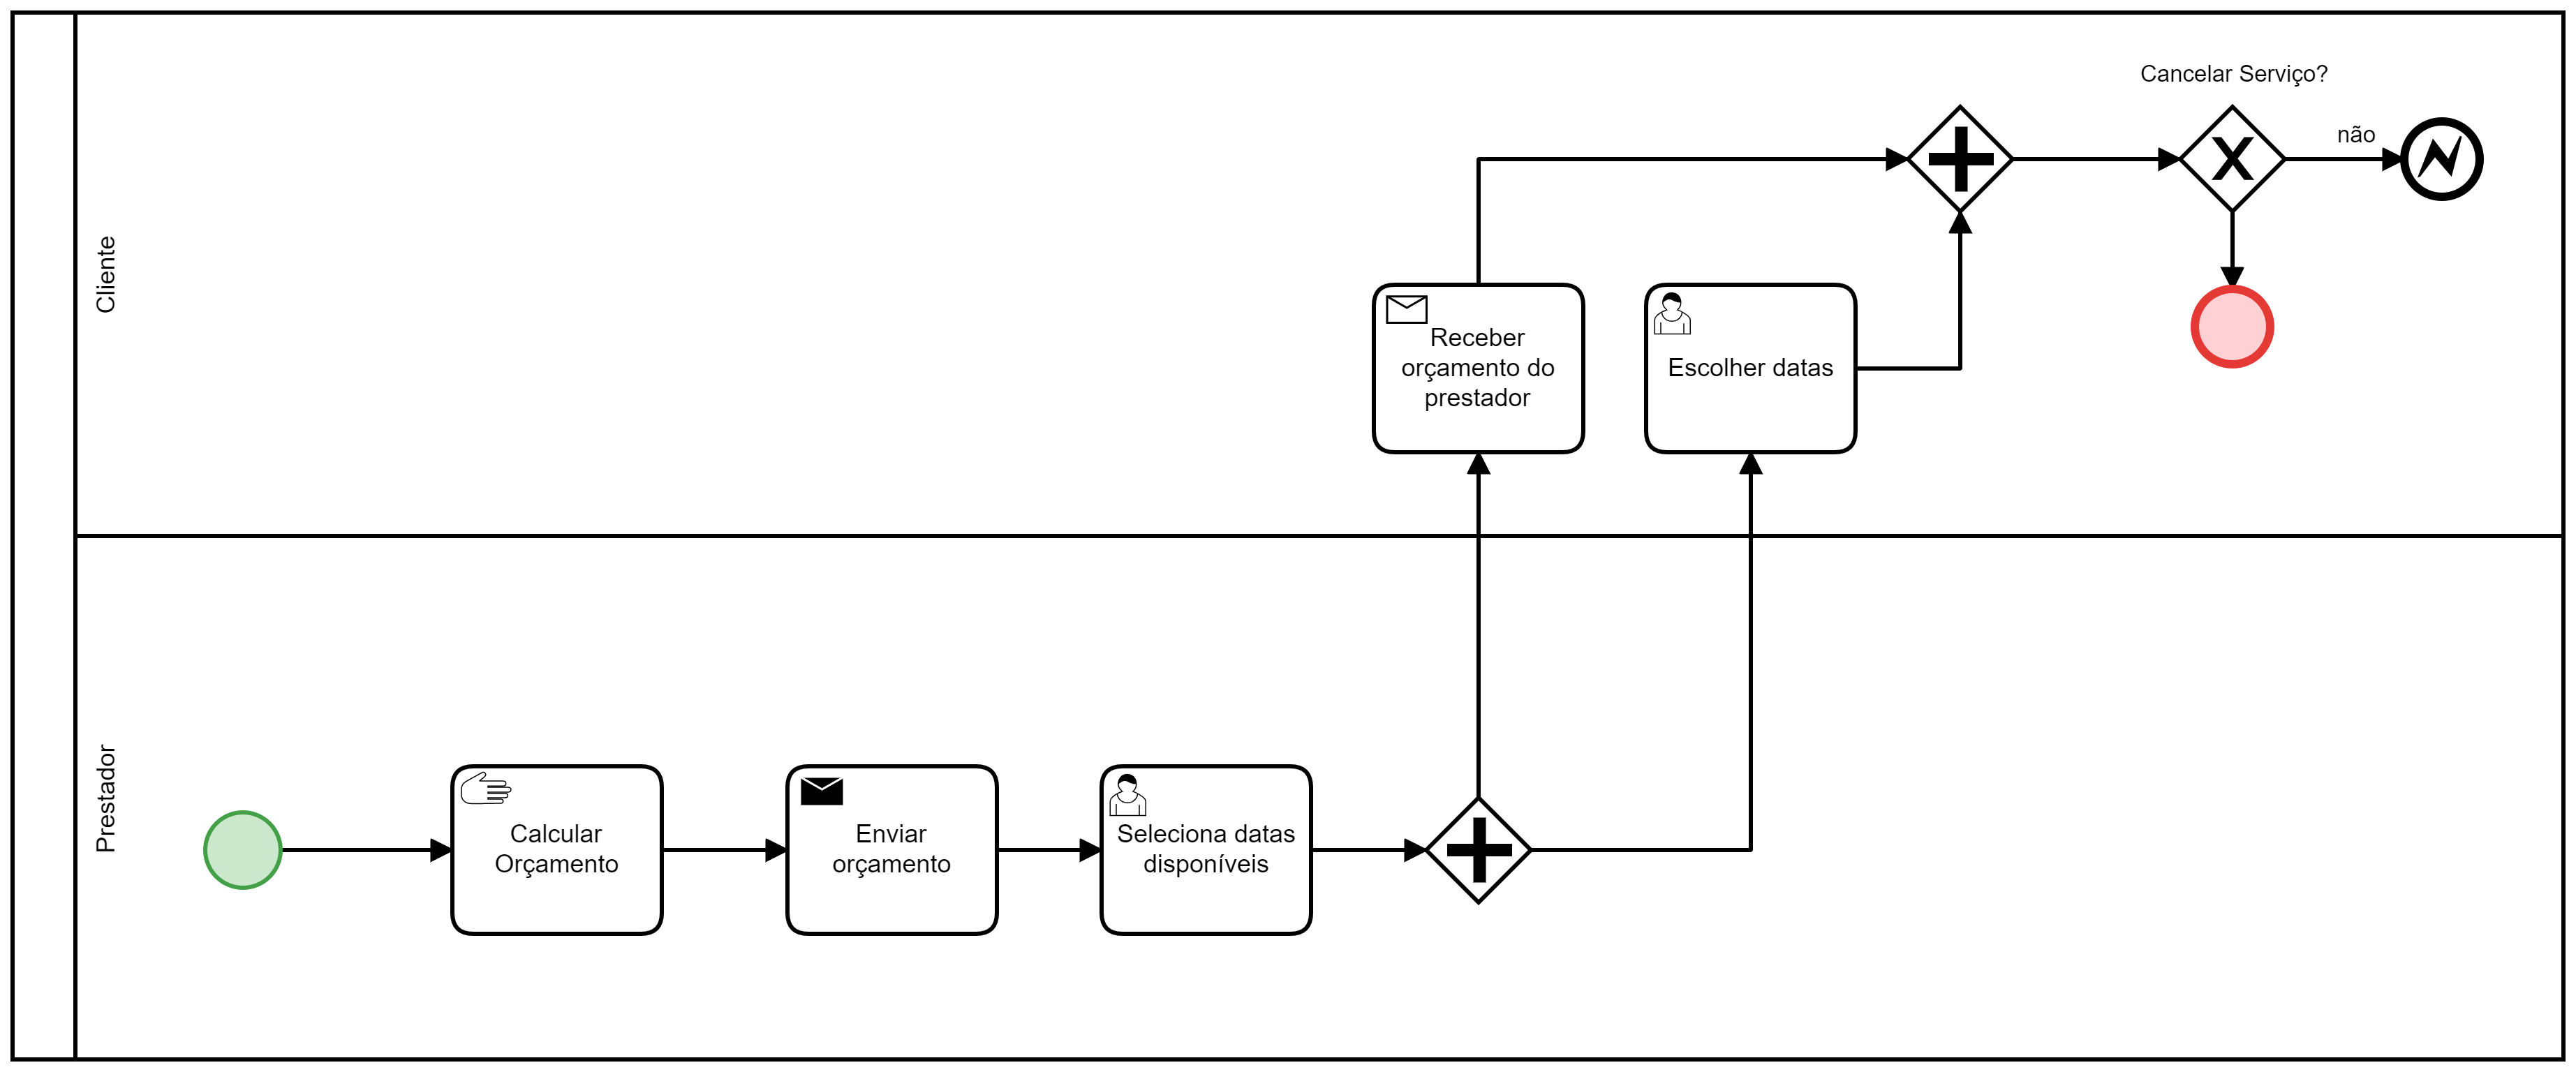 Cancelar Serviço?
não
Cliente
Receber
orçamento do
prestador
Escolher datas
Prestador
Calcular
Orçamento
Enviar
orçamento
Seleciona datas
disponíveis